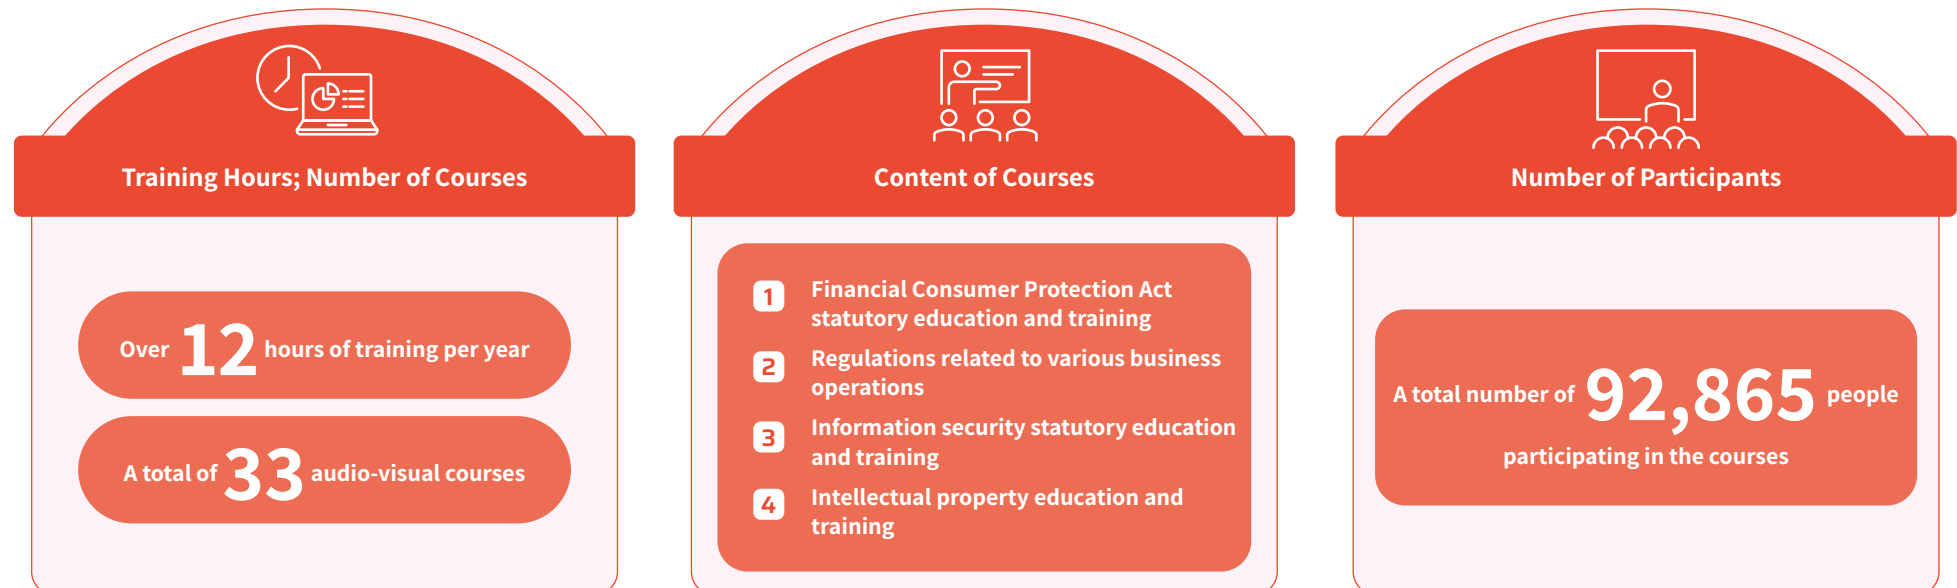 Training Hours; Number of Courses
Over 12 hours of training per year
A total of 33 audio-visual courses
Content of Courses
1 Financial Consumer Protection Act
statutory education and training
2 Regulations related to various business
operations
3 Information security statutory education
and training
4 Intellectual property education and
training
Number of Participants
A total number of 92,865 people
participating in the courses